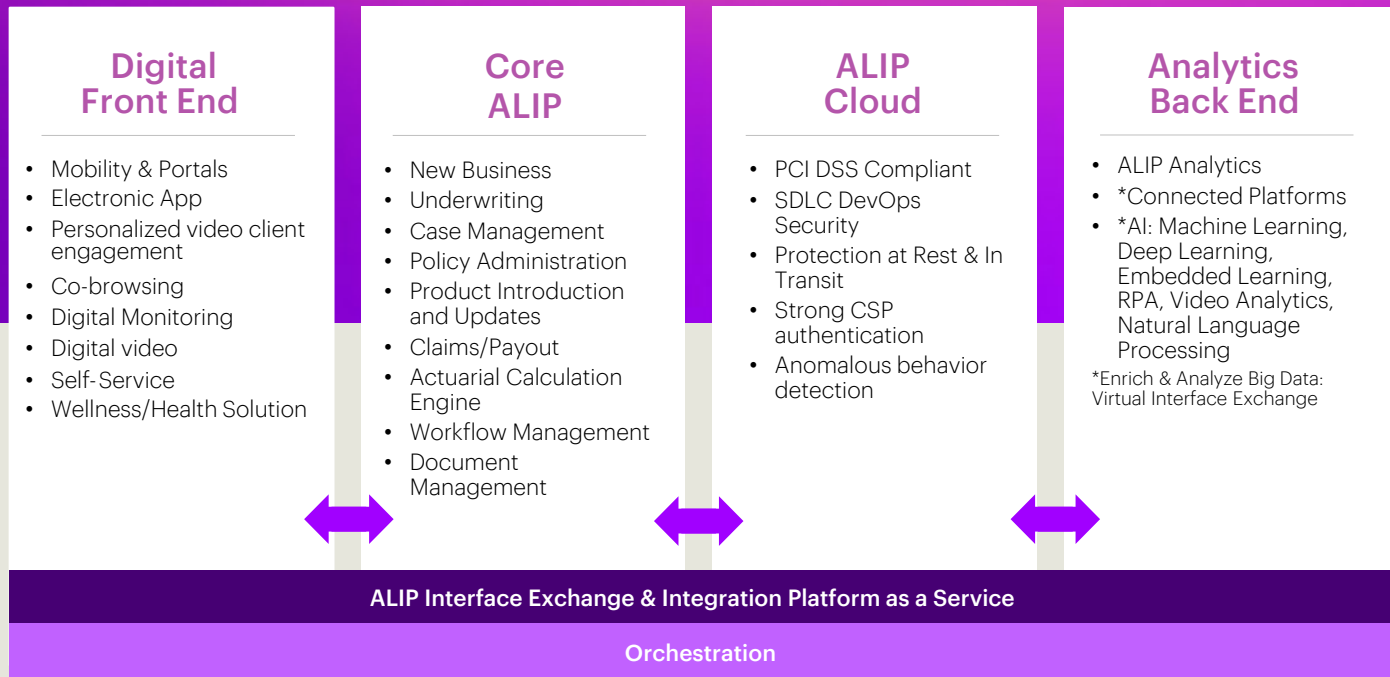 Digital
Front End
• Mobility & Portals
• Electronic App
• Personalized video client
engagement
• Co-browsing
• Digital Monitoring
• Digital video
• Self-Service
• Wellness/Health Solution
Core
ALIP
• New Business
• Underwriting
• Case Management
• Policy Administration
• Product Introduction
and Updates
• Claims/Payout
• Actuarial Calculation
Engine
• Workflow Management
• Document
Management
ALIP
Cloud
• PCI DSS Compliant
• SDLC DevOps
Security
• Protection at Rest & In
Transit
• Strong CSP
authentication
• Anomalous behavior
detection
Analytics
Back End
• ALIP Analytics
• *Connected Platforms
• *AI: Machine Learning,
Deep Learning,
Embedded Learning,
RPA, Video Analytics,
Natural Language
Processing
*Enrich & Analyze Big Data:
Virtual Interface Exchange
ALIP Interface Exchange & Integration Platform as a Service
Orchestration